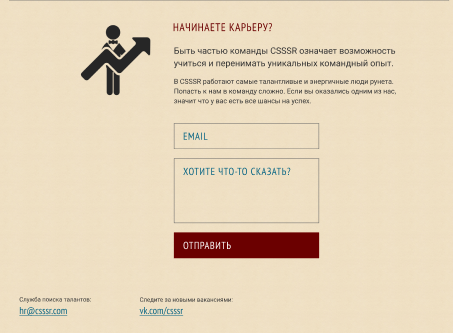 НАЧИНАЕТЕ КАРЬЕРУ?
Быть частью команды CSSSR означает возможность
учиться и перенимать уникальных командный опыт.
В CSSSR работают самые талантливые и энергичные люди рунета.
Попасть к нам в команду сложно. Если вы оказались одним из нас,
значит что у вас есть все шансы на успех.
EMAIL
ХОТИТЕ ЧТО-ТО СКАЗАТЬ?
ОТПРАВИТЬ
Служба поиска талантов:
hr@csssr.com
Следите за новыми вакансиями:
vk.com/csssr